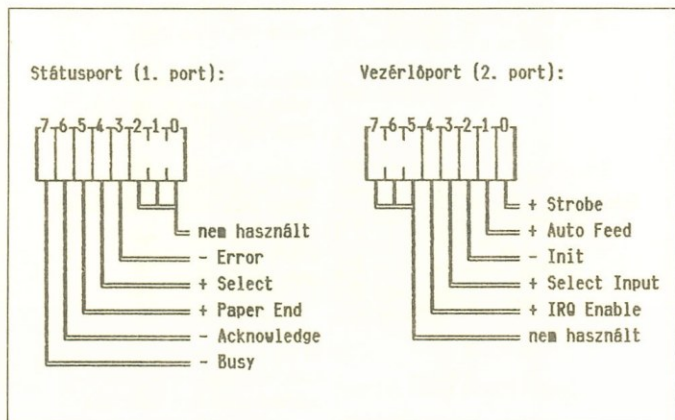 Státusport (1. port):
7 6 5 4 3 2 1 0
nem használt
- Error
+ Select
+ Paper End
- Acknowledge
- Busy
Vezérlőport (2. port):
7 6 5 4 3 2 1 0
+ Strobe
+ Auto Feed
- Init
+ Select Input
+ IRQ Enable
nem használt